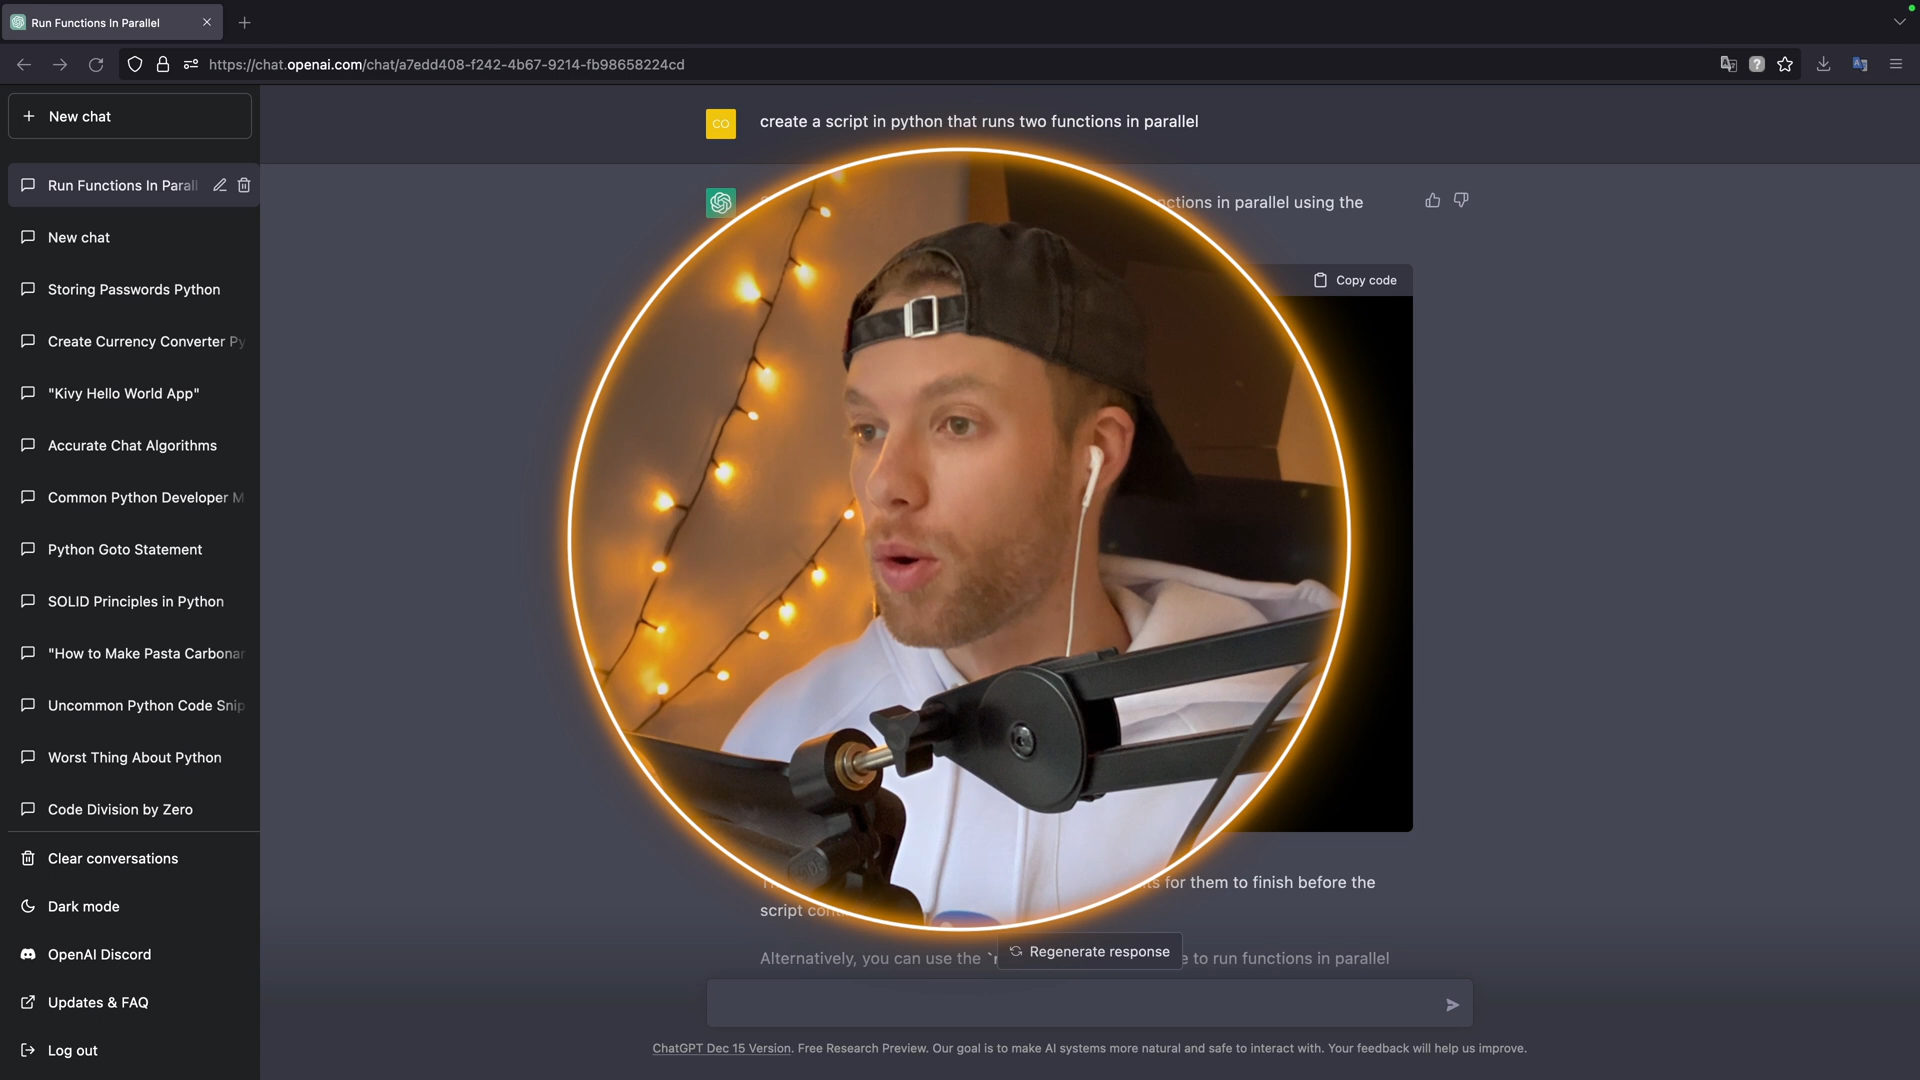 Run Functions In Parallel
https://chat.openai.com/chat/a7edd408-f242-4b67-9214-fb98658224cd
New chat
Run Functions In Parall
New chat
Storing Passwords Python
Create Currency Converter Py
"Kivy Hello World App"
Accurate Chat Algorithms
Common Python Developer M
Python Goto Statement
SOLID Principles in Python
"How to Make Pasta Carbonar
Uncommon Python Code Snip
Worst Thing About Python
Code Division by Zero
Clear conversations
Dark mode
OpenAI Discord
Updates & FAQ
Log out
CO
create a script in python that runs two functions in parallel
in parallel using the
Copy code
for them to finish before the
script
Regenerate response
Alternatively, you can use the to run functions in parallel
ChatGPT Dec 15 Version. Free Research Preview. Our goal is to make AI systems more natural and safe to interact with. Your feedback will help us improve.